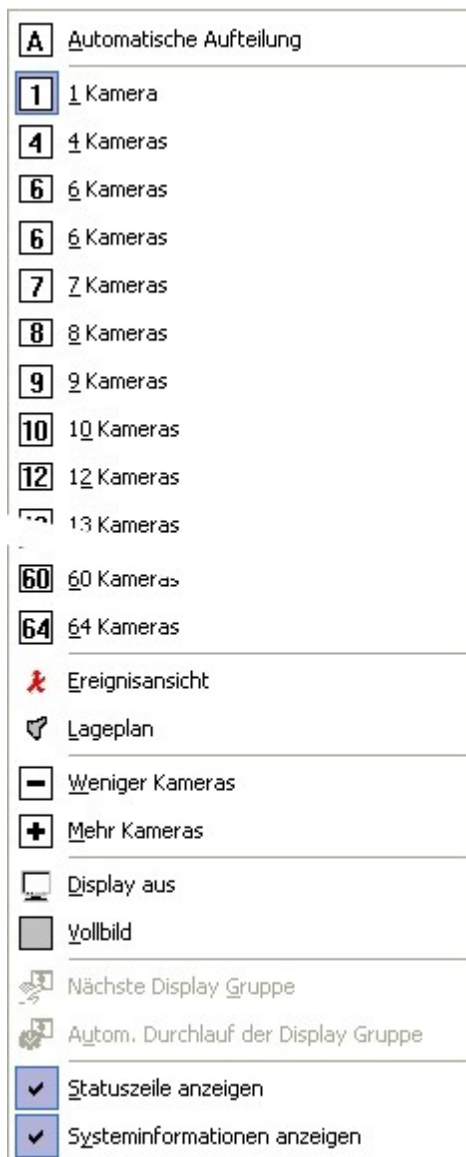 A Automatische Aufteilung
1 1 Kamera
4 4 Kameras
6 6 Kameras
6 6 Kameras
7 7 Kameras
8 8 Kameras
9 9 Kameras
10 10 Kameras
12 12 Kameras
13 Kameras
60 60 Kameras
64 64 Kameras
Ereignisansicht
Lageplan
Weniger Kameras
Mehr Kameras
Display aus
Vollbild
Nächste Display Gruppe
Autom. Durchlauf der Display Gruppe
Statuszeile anzeigen
Systeminformationen anzeigen